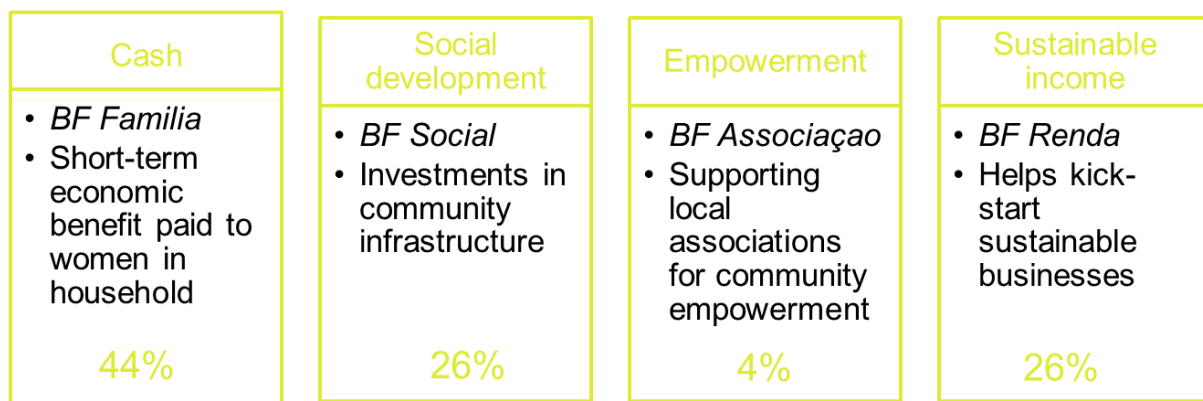 Cash
• BF Familia
• Short-term
economic
benefit paid to
women in
household
44%
Social
development
• BF Social
• Investments in
community
infrastructure
26%
Empowerment
• BF Associaçao
• Supporting
local
associations
for community
empowerment
4%
Sustainable
income
• BF Renda
• Helps kick-
start
sustainable
businesses
26%